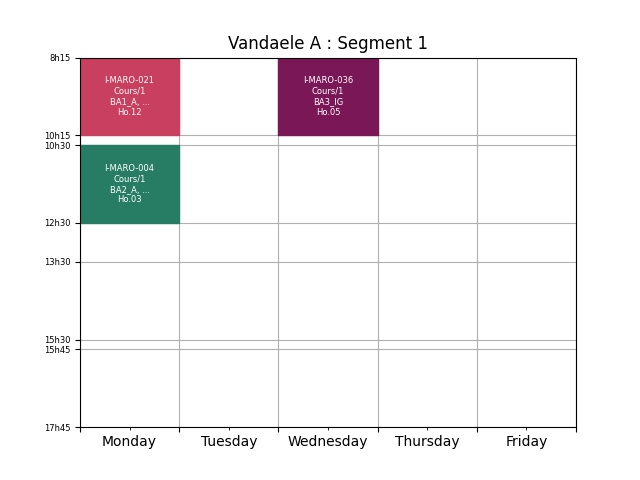 Vandaele A : Segment 1
8h15
10h15
10h30
12h30
13h30
15h30
15h45
17h45
I-MARO-021
Cours/1
BA1_A, ...
Ho.12
I-MARO-004
Cours/1
BA2_A, ...
Ho.03
I-MARO-036
Cours/1
BA3_IG
Ho.05
Monday
Tuesday
Wednesday
Thursday
Friday